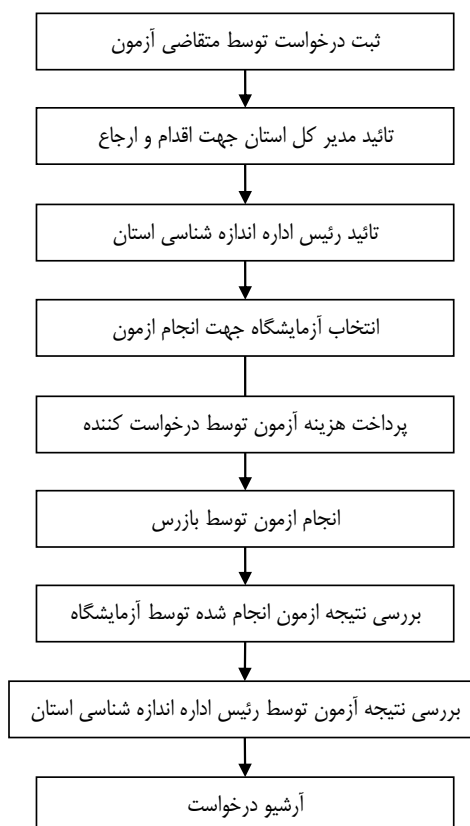 ثبت درخواست توسط متقاضی آزمون
تائید مدیر کل استان جهت اقدام و ارجاع
تائید رئیس اداره اندازه شناسی استان
انتخاب آزمایشگاه جهت انجام ازمون
پرداخت هزینه آزمون توسط درخواست کننده
انجام ازمون توسط بازرس
بررسی نتیجه ازمون انجام شده توسط آزمایشگاه
بررسی نتیجه آزمون توسط رئیس اداره اندازه شناسی استان
آرشیو درخواست